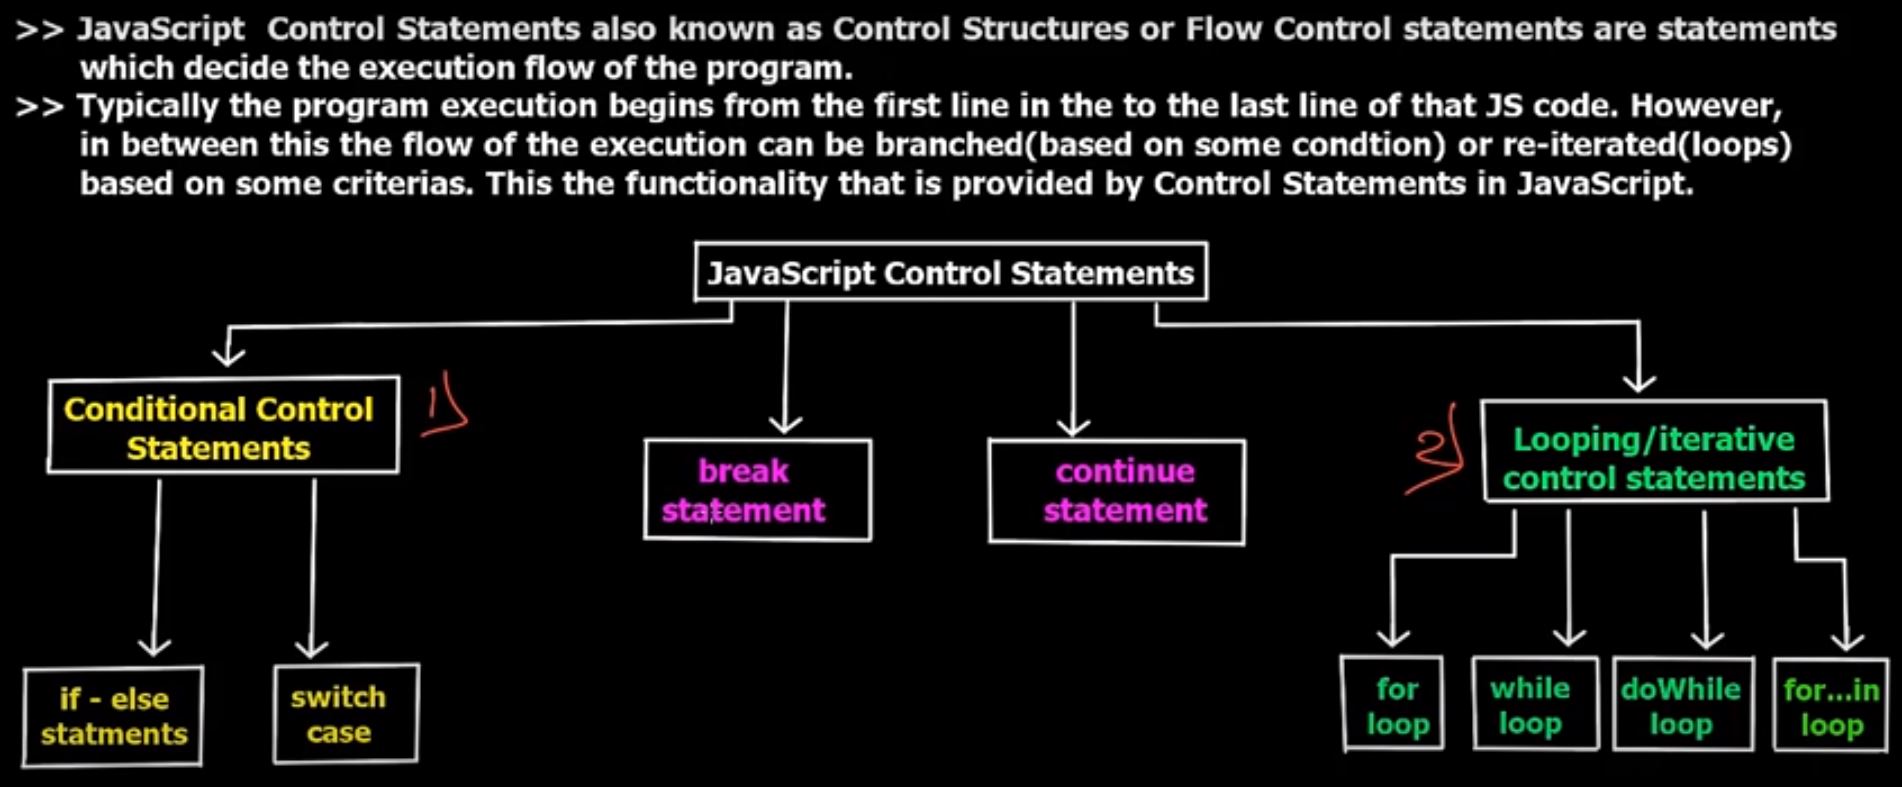 >> JavaScript  Control Statements also known as Control Structures or Flow Control statements are statements
which decide the execution flow of the program.
>> Typically the program execution begins from the first line in the to the last line of that JS code. However,
in between this the flow of the execution can be branched(based on some condtion) or re-iterated(loops)
based on some criterias. This the functionality that is provided by Control Statements in JavaScript.
JavaScript Control Statements
Conditional Control
Statements
1)
break
statement
continue
statement
2)
Looping/iterative
control statements
if - else
statments
switch
case
for
loop
while
loop
doWhile
loop
for...in
loop